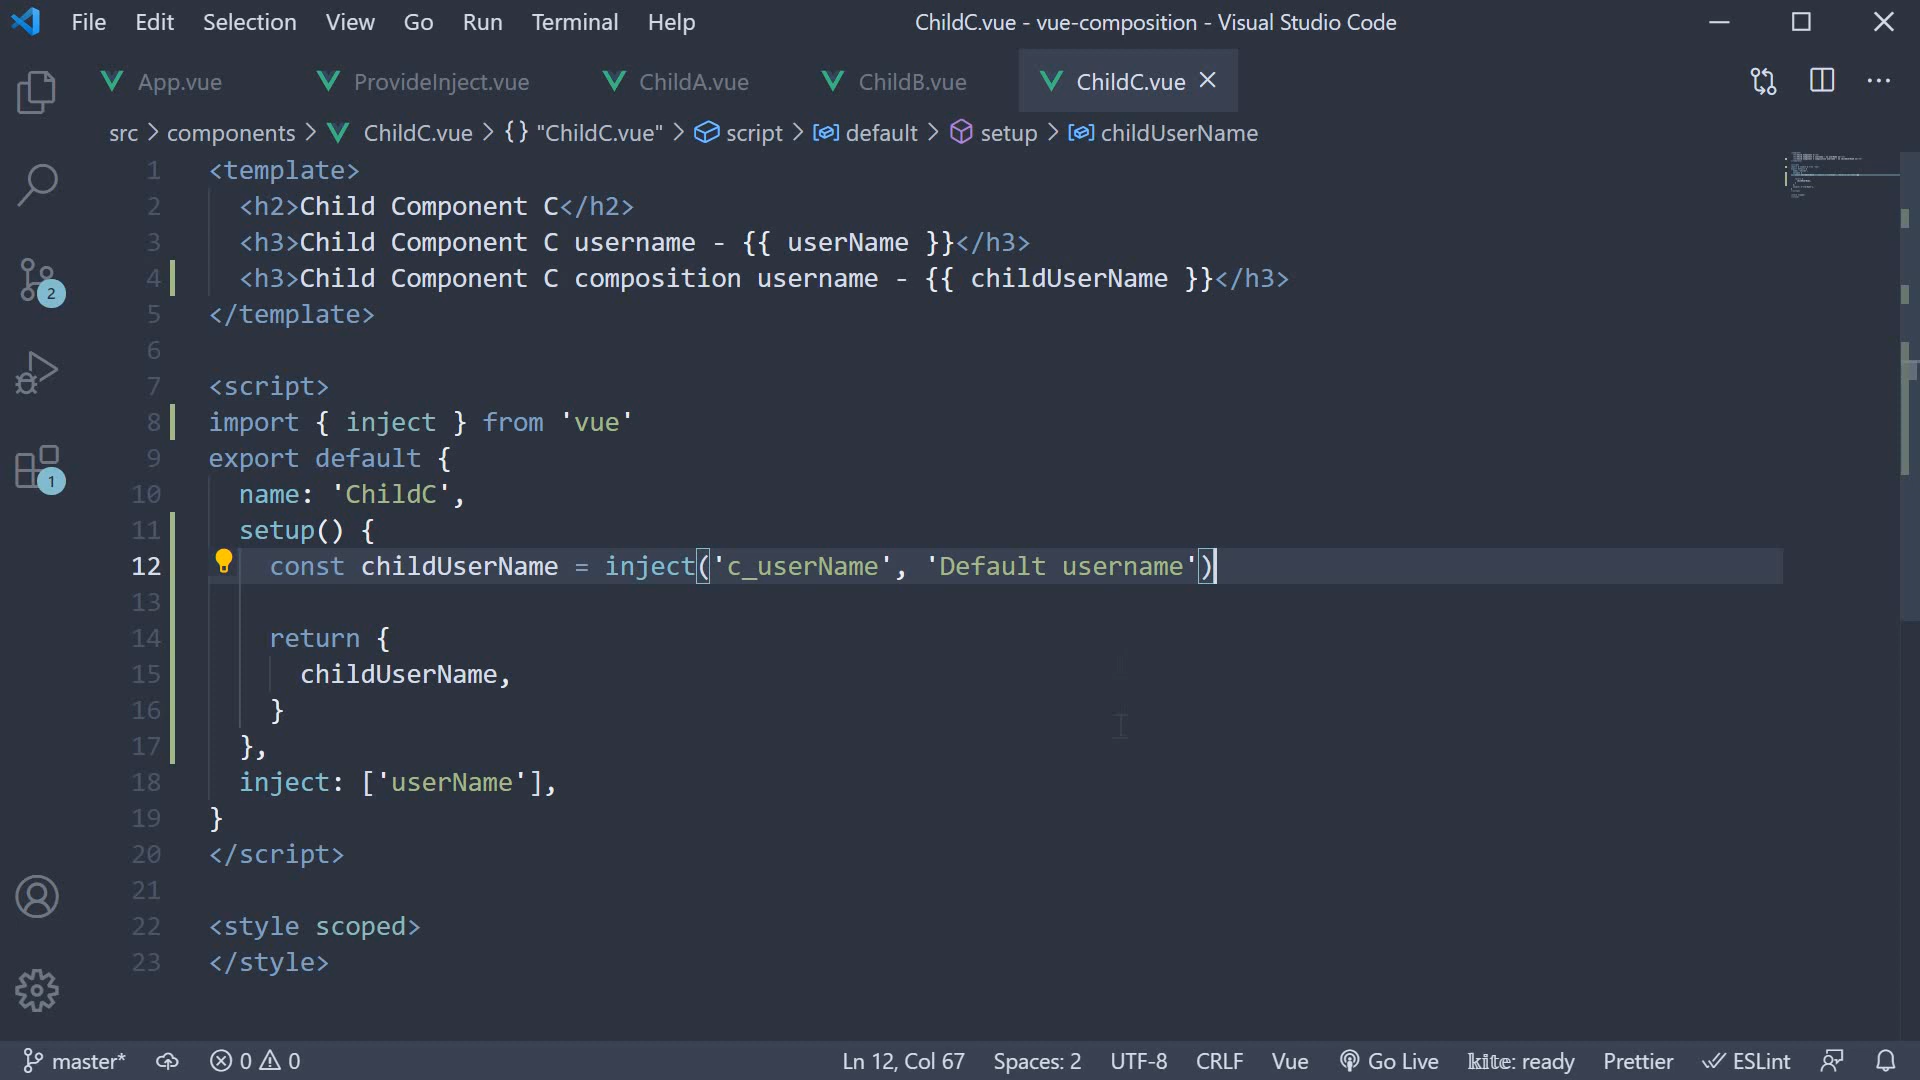 File Edit Selection View Go Run Terminal Help ChildC.vue - vue-composition - Visual Studio Code
App.vue ProvideInject.vue ChildA.vue ChildB.vue ChildC.vue
src > components > ChildC.vue > {} "ChildC.vue" > script > default > setup > childUserName
1 <template>
2 <h2>Child Component C</h2>
3 <h3>Child Component C username - {{ userName }}</h3>
4 <h3>Child Component C composition username - {{ childUserName }}</h3>
5 </template>
6
7 <script>
8 import { inject } from 'vue'
9 export default {
10 name: 'ChildC',
11 setup() {
12 const childUserName = inject('c_userName', 'Default username')
13
14 return {
15 childUserName,
16 }
17 },
18 inject: ['userName'],
19 }
20 </script>
21
22 <style scoped>
23 </style>
2
1
master* 0 0 Ln 12, Col 67 Spaces: 2 UTF-8 CRLF Vue Go Live kite: ready Prettier ESLint